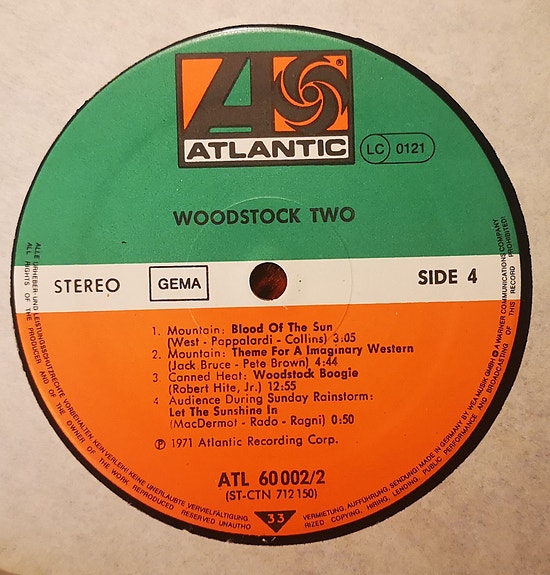 ATLANTIC
®
LC 0121
WOODSTOCK TWO
STEREO
GEMA
SIDE 4
1. Mountain: Blood Of The Sun
(West - Pappalardi - Collins) 3:05
2. Mountain: Theme For A Imaginary Western
(Jack Bruce - Pete Brown) 4:44
3 Canned Heat: Woodstock Boogie
(Robert Hite, Jr.) 12:55
4 Audience During Sunday Rainstorm:
Let The Sunshine In
(MacDermot - Rado - Ragni) 0:50
℗ 1971 Atlantic Recording Corp.
ATL 60 002/2
(ST-CTN 712 150)
33
ALLE URHEBER- UND LEISTUNGSSCHUTZRECHTE VORBEHALTEN KEIN VERLEIH! KEINE UNERLAUBTE VERVIELFÄLTIGUNG,
VERMIETUNG, AUFFÜHRUNG, SENDUNG! MADE IN GERMANY BY WEA MUSIK GMBH A WARNER COMMUNICATIONS COMPANY
ALL RIGHTS OF THE PRODUCER AND OF THE OWNER OF THE WORK REPRODUCED RESERVED UNAUTHO
RIZED COPYING, HIRING, LENDING, PUBLIC PERFORMANCE AND BROADCASTING OF THIS RECORD PROHIBITED!